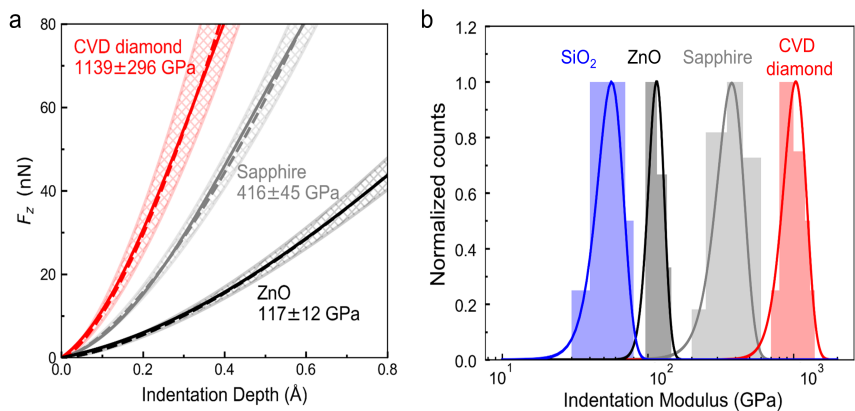 a
CVD diamond
1139±296 GPa
Sapphire
416±45 GPa
ZnO
117±12 GPa
80
60
40
20
0
F_z (nN)
0.0 0.2 0.4 0.6 0.8
Indentation Depth (Å)
b
SiO₂ ZnO Sapphire CVD
diamond
1.2
1.0
0.8
0.6
0.4
0.2
0.0
Normalized counts
10¹ 10² 10³
Indentation Modulus (GPa)